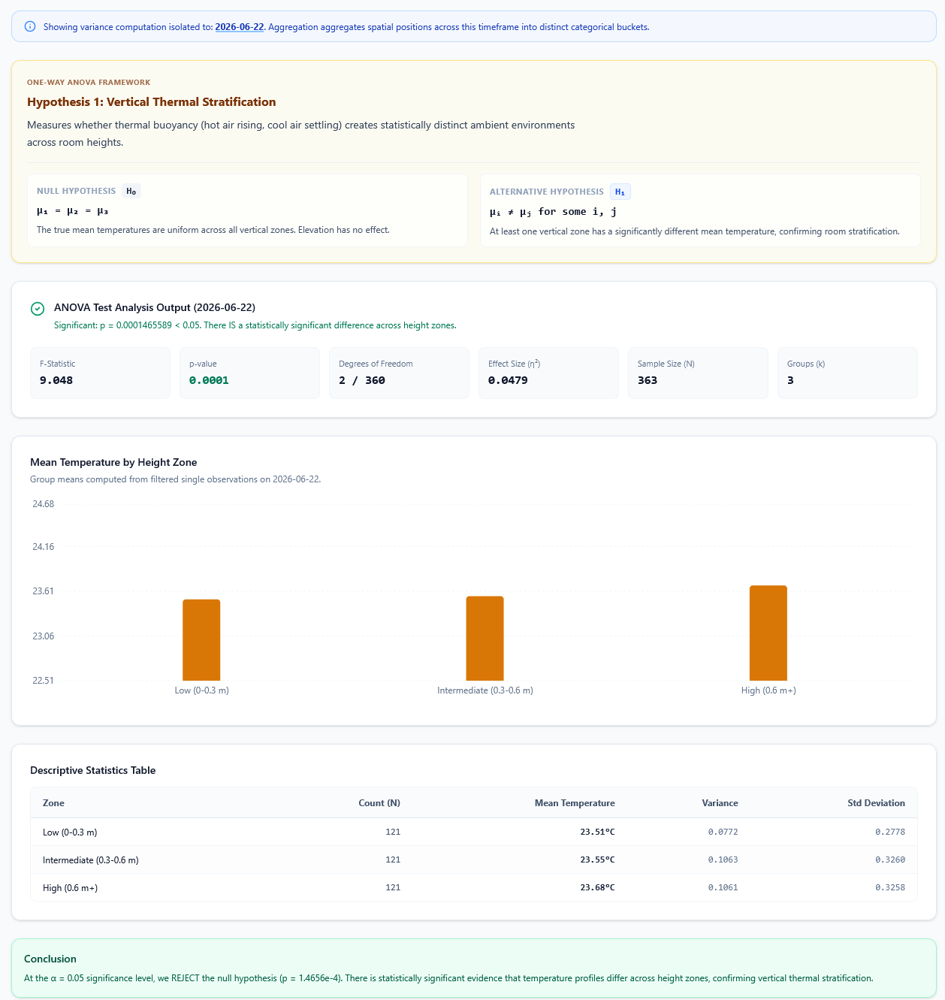 Showing variance computation isolated to: 2026-06-22. Aggregation aggregates spatial positions across this timeframe into distinct categorical buckets.
ONE-WAY ANOVA FRAMEWORK
Hypothesis 1: Vertical Thermal Stratification
Measures whether thermal buoyancy (hot air rising, cool air settling) creates statistically distinct ambient environments
across room heights.
NULL HYPOTHESIS H₀
μ₁ = μ₂ = μ₃
The true mean temperatures are uniform across all vertical zones. Elevation has no effect.
ALTERNATIVE HYPOTHESIS H₁
μᵢ ≠ μⱼ for some i, j
At least one vertical zone has a significantly different mean temperature, confirming room stratification.
ANOVA Test Analysis Output (2026-06-22)
Significant: p = 0.0001465589 < 0.05. There IS a statistically significant difference across height zones.
F-Statistic
9.048
p-value
0.0001
Degrees of Freedom
2 / 360
Effect Size (η²)
0.0479
Sample Size (N)
363
Groups (k)
3
Mean Temperature by Height Zone
Group means computed from filtered single observations on 2026-06-22.
24.68
24.16
23.61
23.06
22.51
Low (0-0.3 m) Intermediate (0.3-0.6 m) High (0.6 m+)
Descriptive Statistics Table
Zone Count (N) Mean Temperature Variance Std Deviation
Low (0-0.3 m) 121 23.51°C 0.0772 0.2778
Intermediate (0.3-0.6 m) 121 23.55°C 0.1063 0.3260
High (0.6 m+) 121 23.68°C 0.1061 0.3258
Conclusion
At the α = 0.05 significance level, we REJECT the null hypothesis (p = 1.4656e-4). There is statistically significant evidence that temperature profiles differ across height zones, confirming vertical thermal stratification.